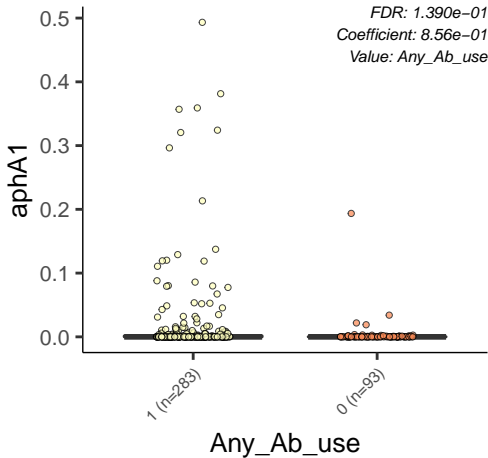 FDR: 1.390e−01
Coefficient: 8.56e−01
Value: Any_Ab_use
0.5
0.4
0.3
0.2
0.1
0.0
aphA1
1 (n=283)
0 (n=93)
Any_Ab_use